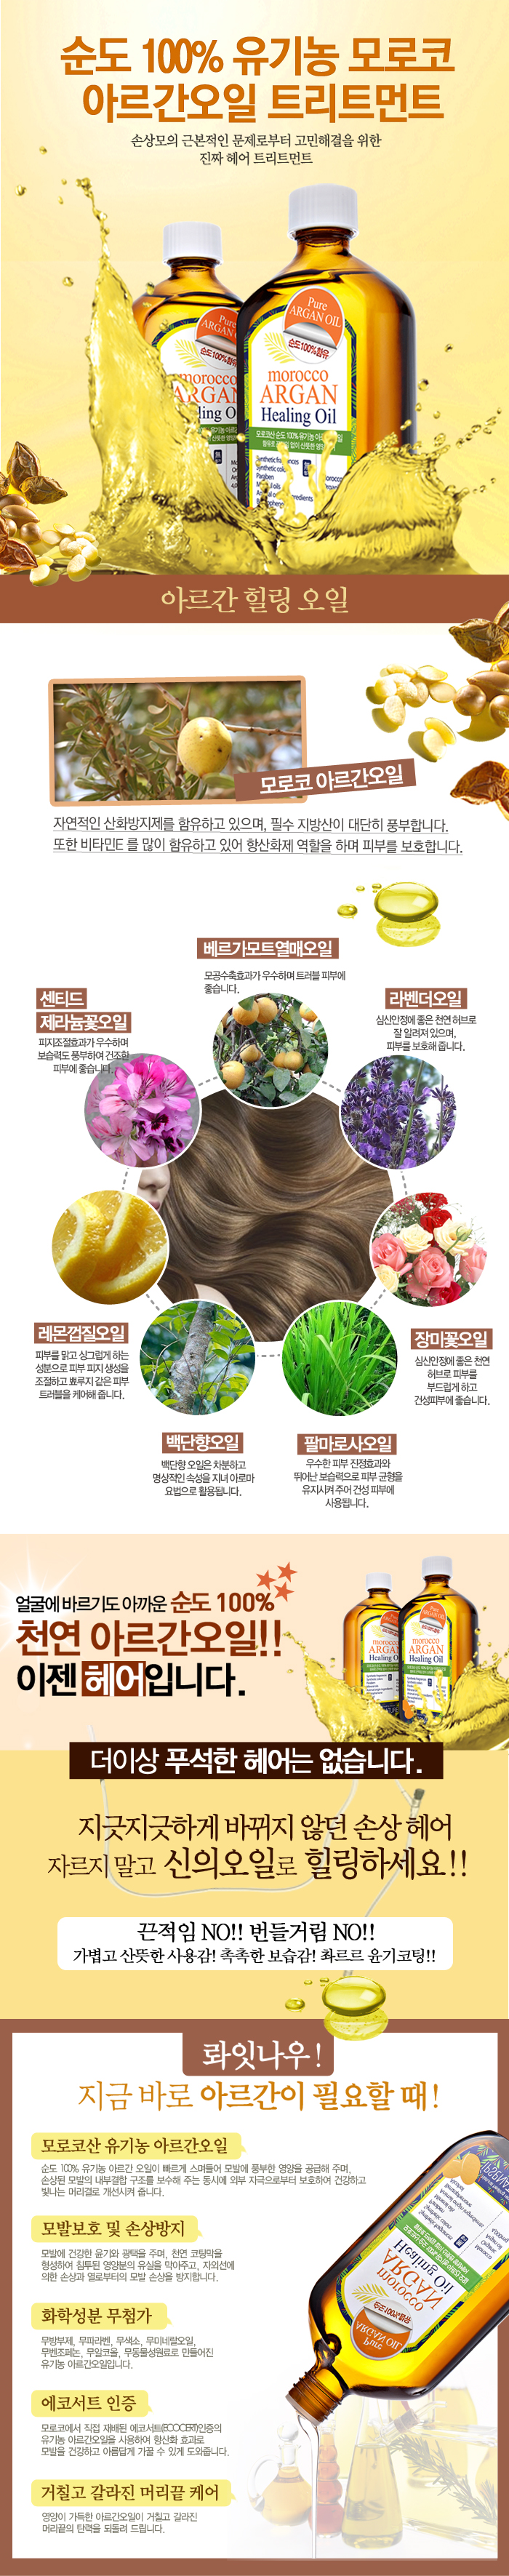 순도 100% 유기농 모로코
아르간오일 트리트먼트
손상모의 근본적인 문제로부터 고민해결을 위한
진짜 헤어 트리트먼트
Pure
ARGAN OIL
순도100%함유
morocco
ARGAN
Healing Oil
아르간 힐링 오일
모로코 아르간오일
자연적인 산화방지제를 함유하고 있으며, 필수 지방산이 대단히 풍부합니다.
또한 비타민E 를 많이 함유하고 있어 항산화제 역할을 하며 피부를 보호합니다.
베르가모트열매오일
모공수축효과가 우수하며 트러블 피부에
좋습니다.
센티드
제라늄꽃오일
피지조절효과가 우수하며
보습력도 풍부하여 건조한
피부에 좋습니다.
라벤더오일
심신안정에 좋은 천연 허브로
잘 알려져 있으며,
피부를 보호해 줍니다.
레몬껍질오일
피부를 맑고 싱그럽게 하는
성분으로 피부 피지 생성을
조절하고 뾰루지 같은 피부
트러블을 케어해 줍니다.
장미꽃오일
심신안정에 좋은 천연
허브로 피부를
부드럽게 하고
건성피부에 좋습니다.
백단향오일
백단향 오일은 차분하고
명상적인 속성을 지녀 아로마
요법으로 활용됩니다.
팔마로사오일
우수한 피부 진정효과와
뛰어난 보습력으로 피부 균형을
유지시켜 주어 건성 피부에
사용됩니다.
얼굴에 바르기도 아까운 순도 100%
천연 아르간오일!!
이젠 헤어입니다.
Pure
ARGAN OIL
morocco
ARGAN
Healing Oil
더이상 푸석한 헤어는 없습니다.
지긋지긋하게 바뀌지 않던 손상 헤어
자르지 말고 신의오일로 힐링하세요!!
끈적임 NO!! 번들거림 NO!!
가볍고 산뜻한 사용감! 촉촉한 보습감! 촤르르 윤기코팅!!
롸잇나우!
지금 바로 아르간이 필요할 때!
모로코산 유기농 아르간오일
순도 100% 유기농 아르간 오일이 빠르게 스며들어 모발에 풍부한 영양을 공급해 주며,
손상된 모발의 내부결합 구조를 보수해 주는 동시에 외부 자극으로부터 보호하여 건강하고
빛나는 머리결로 개선시켜 줍니다.
모발보호 및 손상방지
모발에 건강한 윤기와 광택을 주며, 천연 코팅막을
형성하여 침투된 영양분의 유실을 막아주고, 자외선에
의한 손상과 열로부터의 모발 손상을 방지합니다.
화학성분 무첨가
무방부제, 무파라벤, 무색소, 무미네랄오일,
무벤조페논, 무알코올, 무동물성원료로 만들어진
유기농 아르간오일입니다.
에코서트 인증
모로코에서 직접 재배된 에코서트(ECOCERT)인증의
유기농 아르간오일을 사용하여 항산화 효과로
모발을 건강하고 아름답게 가꿀 수 있게 도와줍니다.
거칠고 갈라진 머리끝 케어
영양이 가득한 아르간오일이 거칠고 갈라진
머리끝의 탄력을 되돌려 드립니다.
morocco
ARGAN
Healing Oil
Pure
ARGAN OIL
순도100%함유